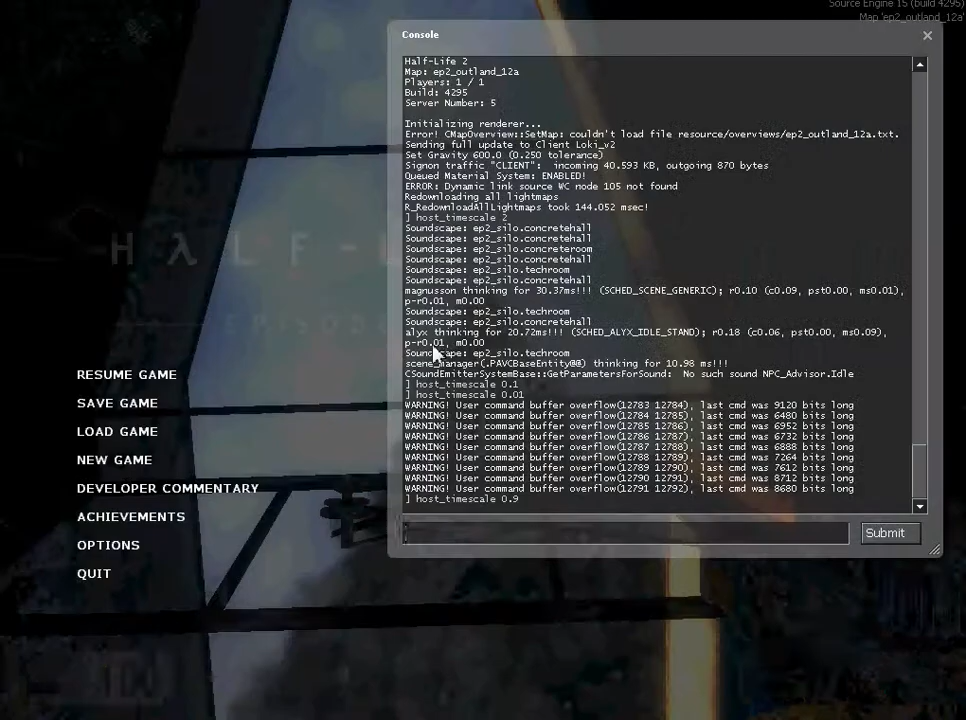 Source Engine 15 (build 4295)
Map 'ep2_outland_12a'
Console
Half-Life 2
Map: ep2_outland_12a
Players: 1 / 1
Build: 4295
Server Number: 5
Initializing renderer...
Error! CMapOverview::SetMap: couldn't load file resource/overviews/ep2_outland_12a.txt.
Sending full update to Client Loki_v2
Set Gravity 600.0 (0.250 tolerance)
Signon traffic "CLIENT":  incoming 40.593 KB, outgoing 870 bytes
Queued Material System: ENABLED!
ERROR: Dynamic link source WC node 105 not found
Redownloading all lightmaps
R_RedownloadAllLightmaps took 144.052 msec!
] host_timescale 2
Soundscape: ep2_silo.concretehall
Soundscape: ep2_silo.concretehall
Soundscape: ep2_silo.concreteroom
Soundscape: ep2_silo.concretehall
Soundscape: ep2_silo.techroom
Soundscape: ep2_silo.concretehall
magnusson thinking for 30.37ms!!! (SCHED_SCENE_GENERIC); r0.10 (c0.09, pst0.00, ms0.01),
p-r0.01, m0.00
Soundscape: ep2_silo.techroom
Soundscape: ep2_silo.concretehall
alyx thinking for 20.72ms!!! (SCHED_ALYX_IDLE_STAND); r0.18 (c0.06, pst0.00, ms0.09),
p-r0.01, m0.00
Soundscape: ep2_silo.techroom
scene_manager(.PAVCBaseEntity@@) thinking for 10.98 ms!!!
CSoundEmitterSystemBase::GetParametersForSound:  No such sound NPC_Advisor.Idle
] host_timescale 0.1
] host_timescale 0.01
WARNING! User command buffer overflow(12783 12784), last cmd was 9120 bits long
WARNING! User command buffer overflow(12784 12785), last cmd was 6480 bits long
WARNING! User command buffer overflow(12785 12786), last cmd was 6952 bits long
WARNING! User command buffer overflow(12786 12787), last cmd was 6732 bits long
WARNING! User command buffer overflow(12787 12788), last cmd was 6888 bits long
WARNING! User command buffer overflow(12788 12789), last cmd was 7264 bits long
WARNING! User command buffer overflow(12789 12790), last cmd was 7612 bits long
WARNING! User command buffer overflow(12790 12791), last cmd was 8712 bits long
WARNING! User command buffer overflow(12791 12792), last cmd was 8680 bits long
] host_timescale 0.9
Submit
HALF-L
EPISODE
RESUME GAME
SAVE GAME
LOAD GAME
NEW GAME
DEVELOPER COMMENTARY
ACHIEVEMENTS
OPTIONS
QUIT